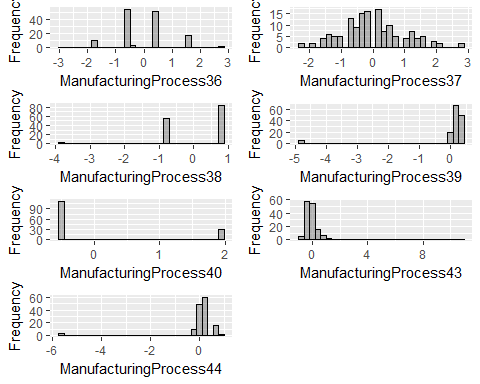 Frequency
40
20
0
-3 -2 -1 0 1 2 3
ManufacturingProcess36
Frequency
15
10
5
0
-2 -1 0 1 2 3
ManufacturingProcess37
Frequency
80
60
40
20
0
-4 -3 -2 -1 0 1
ManufacturingProcess38
Frequency
60
40
20
0
-5 -4 -3 -2 -1 0
ManufacturingProcess39
Frequency
90
60
30
0
0 1 2
ManufacturingProcess40
Frequency
60
40
20
0
0 4 8
ManufacturingProcess43
Frequency
60
40
20
0
-6 -4 -2 0
ManufacturingProcess44